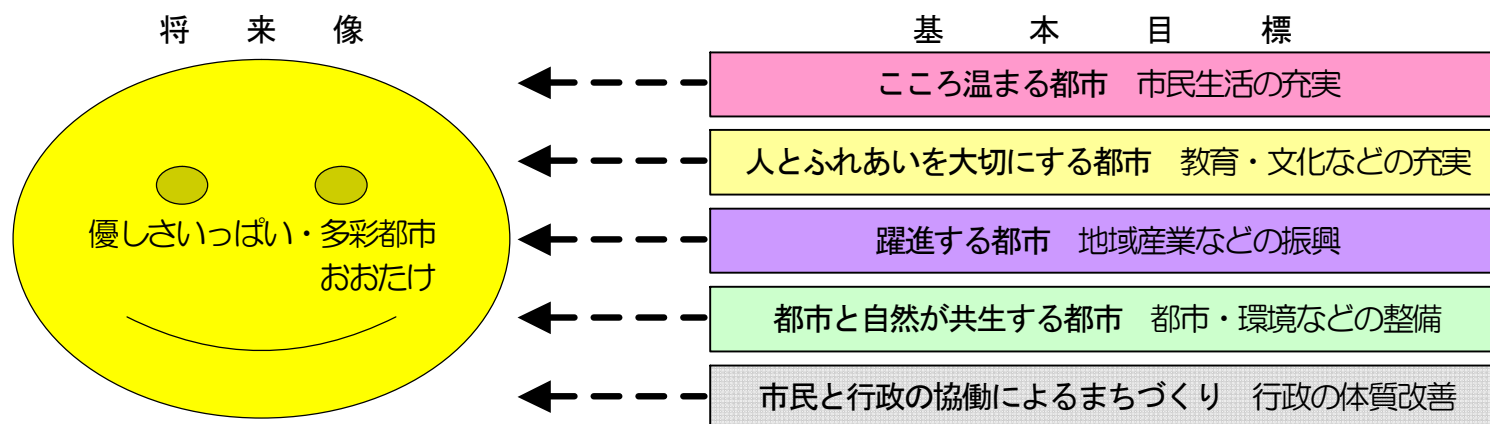 将来像
優しさいっぱい・多彩都市
おおたけ
基本目標
こころ温まる都市　市民生活の充実
人とふれあいを大切にする都市　教育・文化などの充実
躍進する都市　地域産業などの振興
都市と自然が共生する都市　都市・環境などの整備
市民と行政の協働によるまちづくり　行政の体質改善